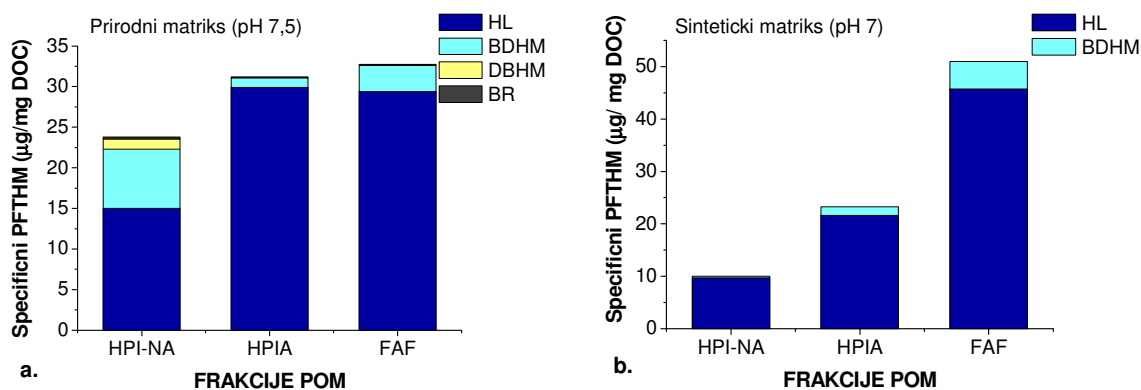 Prirodni matriks (pH 7,5)
HL
BDHM
DBHM
BR
Specificni PFTHM (µg/mg DOC)
35
30
25
20
15
10
5
0
HPI-NA HPIA FAF
a.
FRAKCIJE POM
Sinteticki matriks (pH 7)
HL
BDHM
Specificni PFTHM (µg/ mg DOC)
50
40
30
20
10
0
HPI-NA HPIA FAF
b.
FRAKCIJE POM